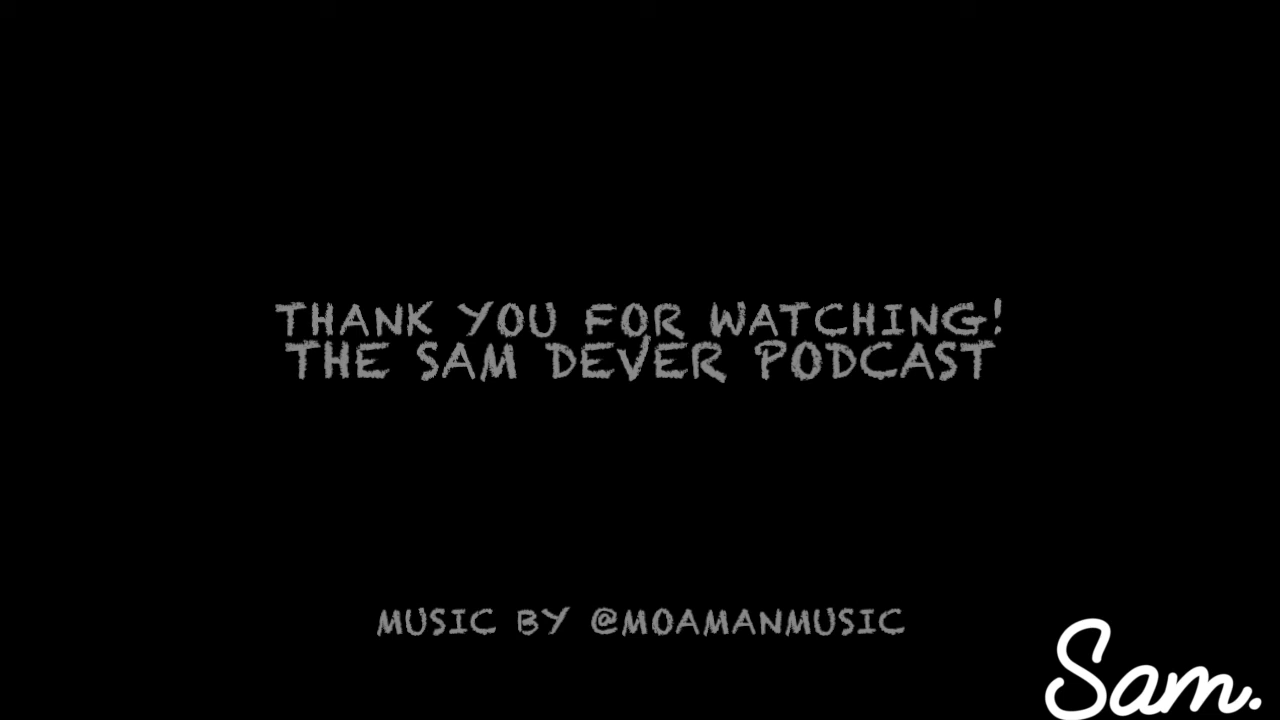 THANK YOU FOR WATCHING!
THE SAM DEVER PODCAST
MUSIC BY @MOAMANMUSIC
Sam.